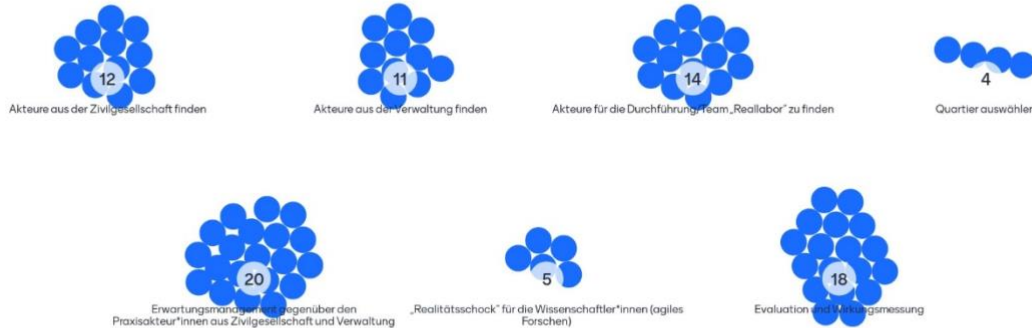 12
Akteure aus der Zivilgesellschaft finden
11
Akteure aus der Verwaltung finden
14
Akteure für die Durchführung/Team „Reallabor" zu finden
4
Quartier auswählen
20
Erwartungsmanagement gegenüber den
Praxisakteur*innen aus Zivilgesellschaft und Verwaltung
5
„Realitätsschock" für die Wissenschaftler*innen (agiles
Forschen)
18
Evaluation und Wirkungsmessung